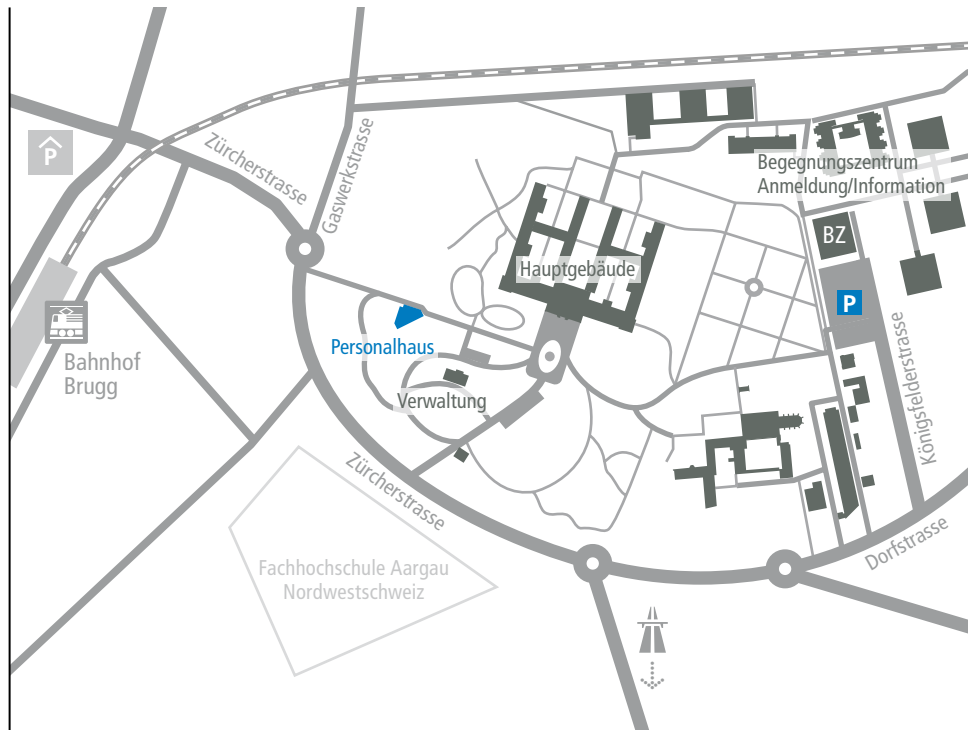 P
Zürcherstrasse
Gaswerkstrasse
Begegnungszentrum
Anmeldung/Information
BZ
Hauptgebäude
P
Königsfelderstrasse
Personalhaus
Bahnhof
Brugg
Verwaltung
Zürcherstrasse
Dorfstrasse
Fachhochschule Aargau
Nordwestschweiz